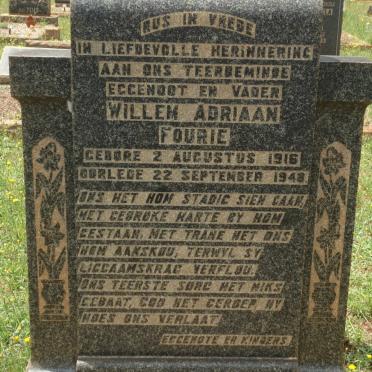 RUS IN VREDE
IN LIEFDEVOLLE HERINNERING
AAN ONS TEERBEMINDE
EGGENOOT EN VADER
WILLEM ADRIAAN
FOURIE
GEBORE 2 AUGUSTUS 1916
OORLEDE 22 SEPTEMBER 1948
ONS HET HOM STADIG SIEN GAAN,
MET GEBROKE HARTE BY HOM
GESTAAN, MET TRANE HET ONS
HOM AANSKOU, TERWYL SY
LIGGAAMSKRAG VERFLOU,
ONS TEERSTE SORG HET NIKS
GEBAAT, GOD HET GEROEP, HY
MOES ONS VERLAAT.
EGGENOTE EN KINDERS.